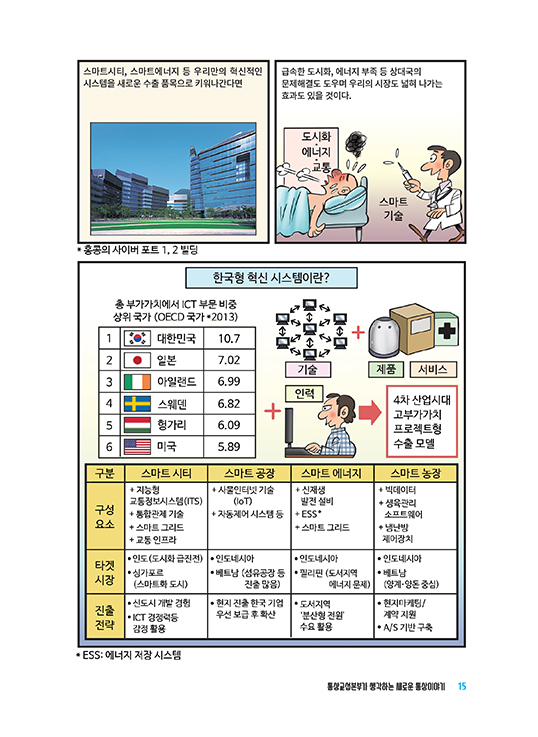 스마트시티, 스마트에너지 등 우리만의 혁신적인
시스템을 새로운 수출 품목으로 키워나간다면
급속한 도시화, 에너지 부족 등 상대국의
문제해결도 도우며 우리의 시장도 넓혀 나가는
효과도 있을 것이다.
도시화
·
에너지
·
교통
스마트
기술
* 홍콩의 사이버 포트 1, 2 빌딩
한국형 혁신 시스템이란?
총 부가가치에서 ICT 부문 비중
상위 국가 (OECD 국가 *2013)
1 대한민국 10.7
2 일본 7.02
3 아일랜드 6.99
4 스웨덴 6.82
5 헝가리 6.09
6 미국 5.89
기술
+
제품
서비스
+
인력
4차 산업시대
고부가가치
프로젝트형
수출 모델
구분 스마트 시티 스마트 공장 스마트 에너지 스마트 농장
구성
요소
+ 지능형
교통정보시스템(ITS)
+ 통합관제 기술
+ 스마트 그리드
+ 교통 인프라
+ 사물인터넷 기술
(IoT)
+ 자동제어 시스템 등
+ 신재생
발전 설비
+ ESS*
+ 스마트 그리드
+ 빅데이터
+ 생육관리
소프트웨어
+ 냉난방
제어장치
타겟
시장
• 인도(도시화 급진전)
• 싱가포르
(스마트화 도시)
• 인도네시아
• 베트남 (섬유공장 등
진출 많음)
• 인도네시아
• 필리핀 (도서지역
에너지 문제)
• 인도네시아
• 베트남
(양계·양돈 중심)
진출
전략
• 신도시 개발 경험
• ICT 경쟁력등
강점 활용
• 현지 진출 한국 기업
우선 보급 후 확산
• 도서지역
'분산형 전원'
수요 활용
• 현지마케팅/
계약 지원
• A/S 기반 구축
* ESS: 에너지 저장 시스템
통상교섭본부가 생각하는 새로운 통상이야기 15